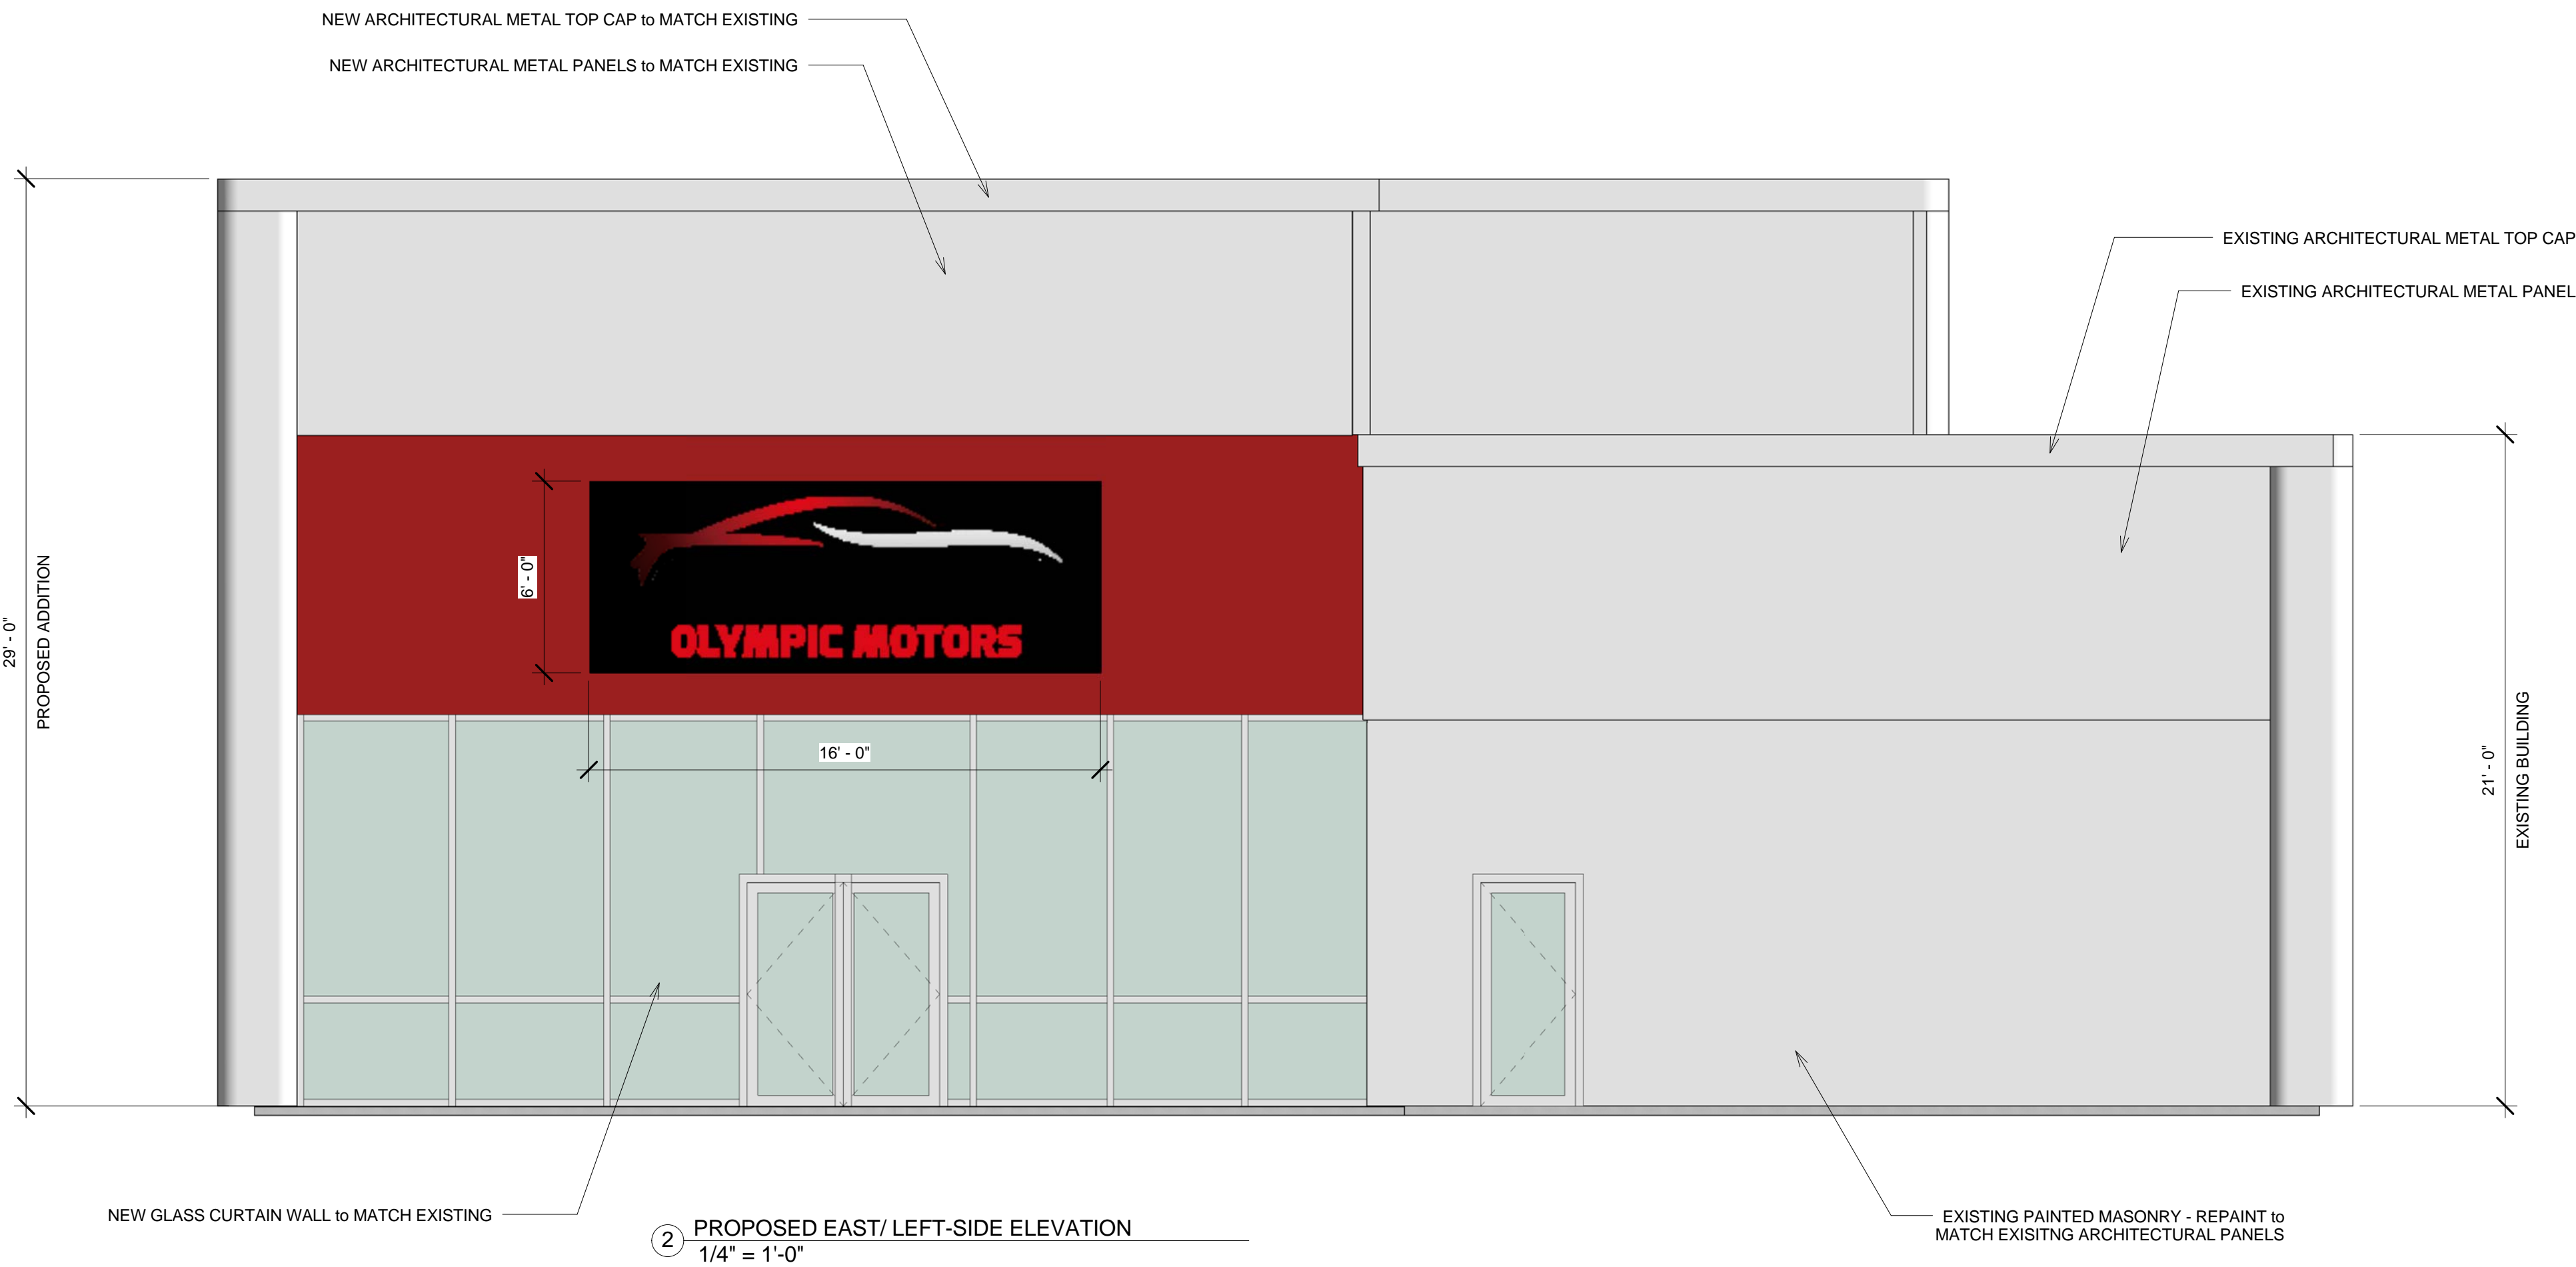 NEW ARCHITECTURAL METAL TOP CAP to MATCH EXISTING
NEW ARCHITECTURAL METAL PANELS to MATCH EXISTING
EXISTING ARCHITECTURAL METAL TOP CAP
EXISTING ARCHITECTURAL METAL PANEL
29' - 0"
PROPOSED ADDITION
6' - 0"
OLYMPIC MOTORS
16' - 0"
21' - 0"
EXISTING BUILDING
NEW GLASS CURTAIN WALL to MATCH EXISTING
2
PROPOSED EAST/ LEFT-SIDE ELEVATION
1/4" = 1'-0"
EXISTING PAINTED MASONRY - REPAINT to
MATCH EXISITNG ARCHITECTURAL PANELS